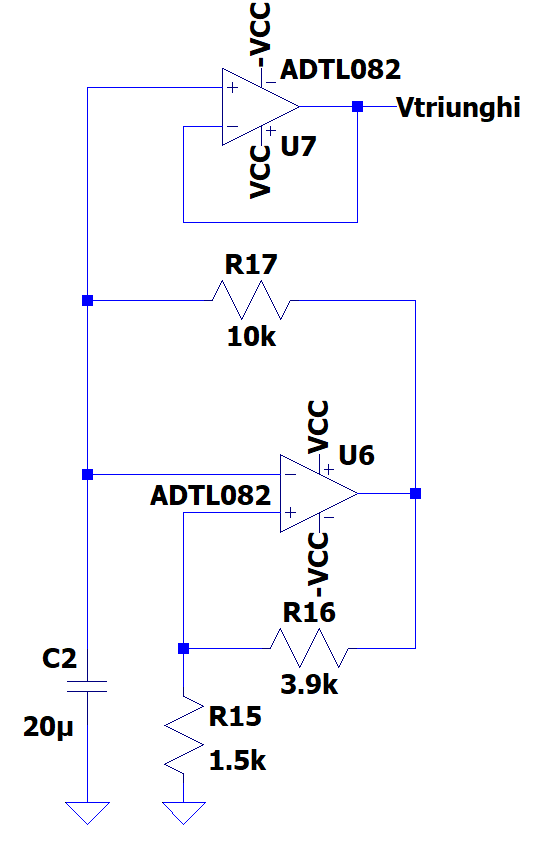 -VCC
ADTL082
Vtriunghi
U7
VCC
R17
10k
VCC
U6
ADTL082
-VCC
R16
3.9k
C2
20µ
R15
1.5k